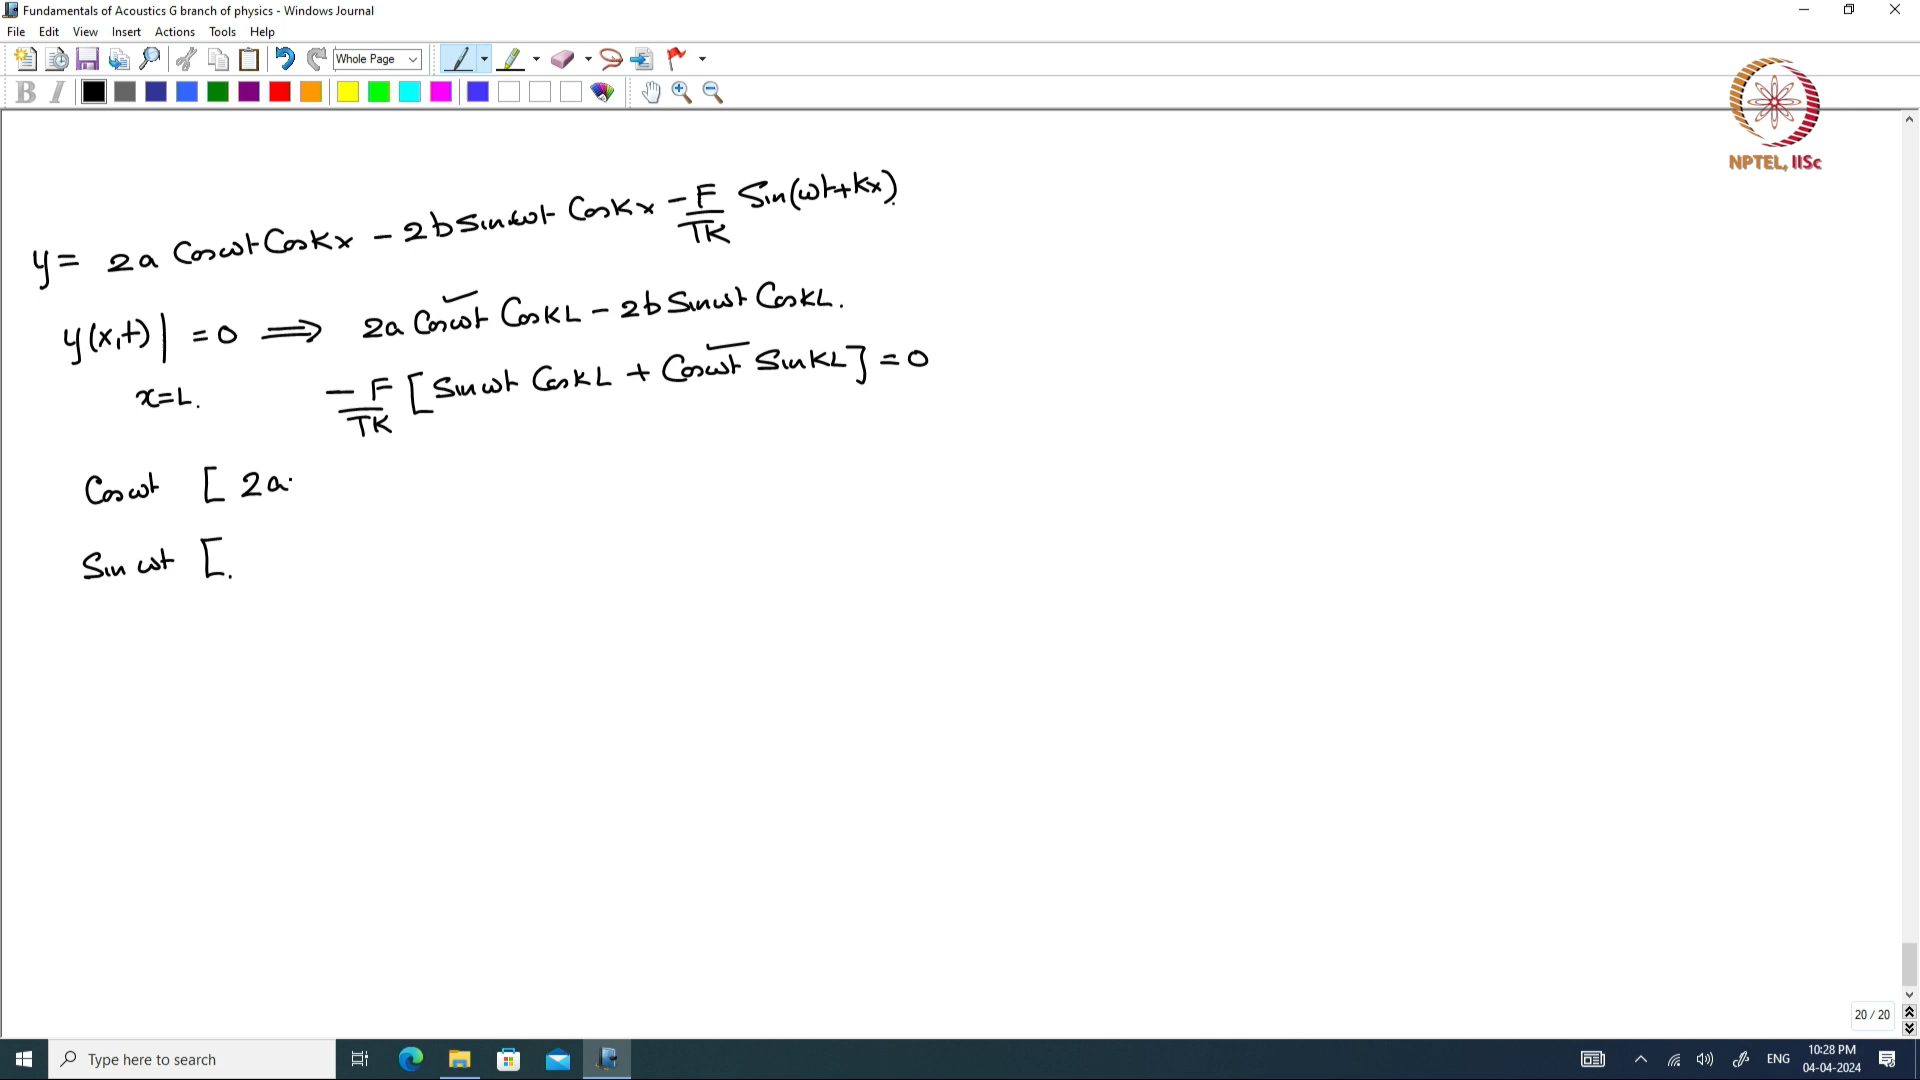 Fundamentals of Acoustics G branch of physics - Windows Journal
File Edit View Insert Actions Tools Help
Whole Page
B I
NPTEL, IISc
y = 2a Cosωt CosKx - 2b Sinωt CosKx - F/TK Sin(ωt+Kx).
y(x,t)| = 0 ⟹ 2a Cosωt CosKL - 2b Sinωt CosKL.
x=L. - F/TK [Sinωt CosKL + Cosωt SinKL] = 0
Cosωt [ 2a.
Sin ωt [.
20 / 20
Type here to search
ENG
10:28 PM
04-04-2024